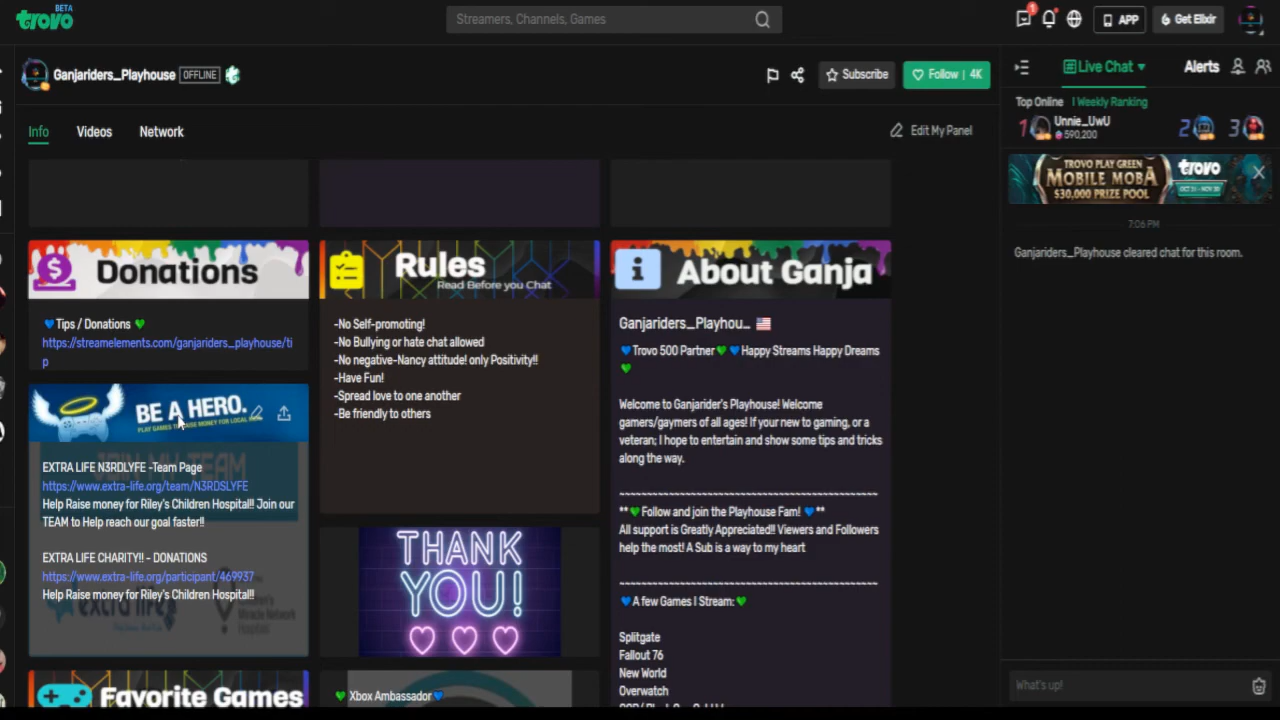 BETA
trovo
Streamers, Channels, Games
1
APP
Get Elixir
Ganjariders_Playhouse OFFLINE
Subscribe
Follow | 4K
Live Chat
Alerts
Info
Videos
Network
Edit My Panel
Top Online | Weekly Ranking
1 Unnie_UwU
590,200
2
3
TROVO PLAY GREEN
MOBILE MOBA
$30,000 PRIZE POOL
trovo
7:06 PM
Ganjariders_Playhouse cleared chat for this room.
Donations
Tips / Donations
https://streamelements.com/ganjariders_playhouse/ti
p
BE A HERO.
EXTRA LIFE N3RDLYFE -Team Page
https://www.extra-life.org/team/N3RDSLYFE
Help Raise money for Riley's Children Hospital!! Join our
TEAM to Help reach our goal faster!!
EXTRA LIFE CHARITY!! - DONATIONS
https://www.extra-life.org/participant/469937
Help Raise money for Riley's Children Hospital!!
extra life
Favorite Games
Rules
Read Before you Chat
-No Self-promoting!
-No Bullying or hate chat allowed
-No negative-Nancy attitude! only Positivity!!
-Have Fun!
-Spread love to one another
-Be friendly to others
THANK
YOU!
Xbox Ambassador
About Ganja
Ganjariders_Playhou...
Trovo 500 Partner Happy Streams Happy Dreams
Welcome to Ganjarider's Playhouse! Welcome
gamers/gaymers of all ages! If your new to gaming, or a
veteran; I hope to entertain and show some tips and tricks
along the way.
~~~~~~~~~~~~~~~~~~~~~~~~~~~~~~~~~~~~~~~~~~~
** Follow and join the Playhouse Fam! **
All support is Greatly Appreciated!! Viewers and Followers
help the most! A Sub is a way to my heart
~~~~~~~~~~~~~~~~~~~~~~~~~~~~~~~~~~~~~~~~~~~
A few Games I Stream:
Splitgate
Fallout 76
New World
Overwatch
What's up!